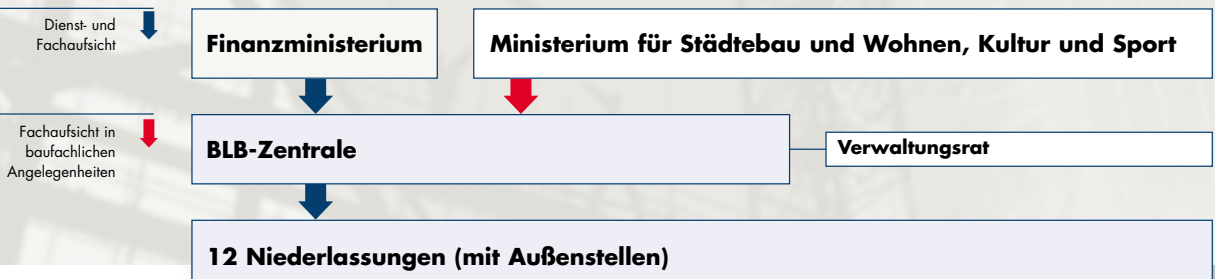 Dienst- und
Fachaufsicht
Finanzministerium
Ministerium für Städtebau und Wohnen, Kultur und Sport
Fachaufsicht in
baufachlichen
Angelegenheiten
BLB-Zentrale
Verwaltungsrat
12 Niederlassungen (mit Außenstellen)